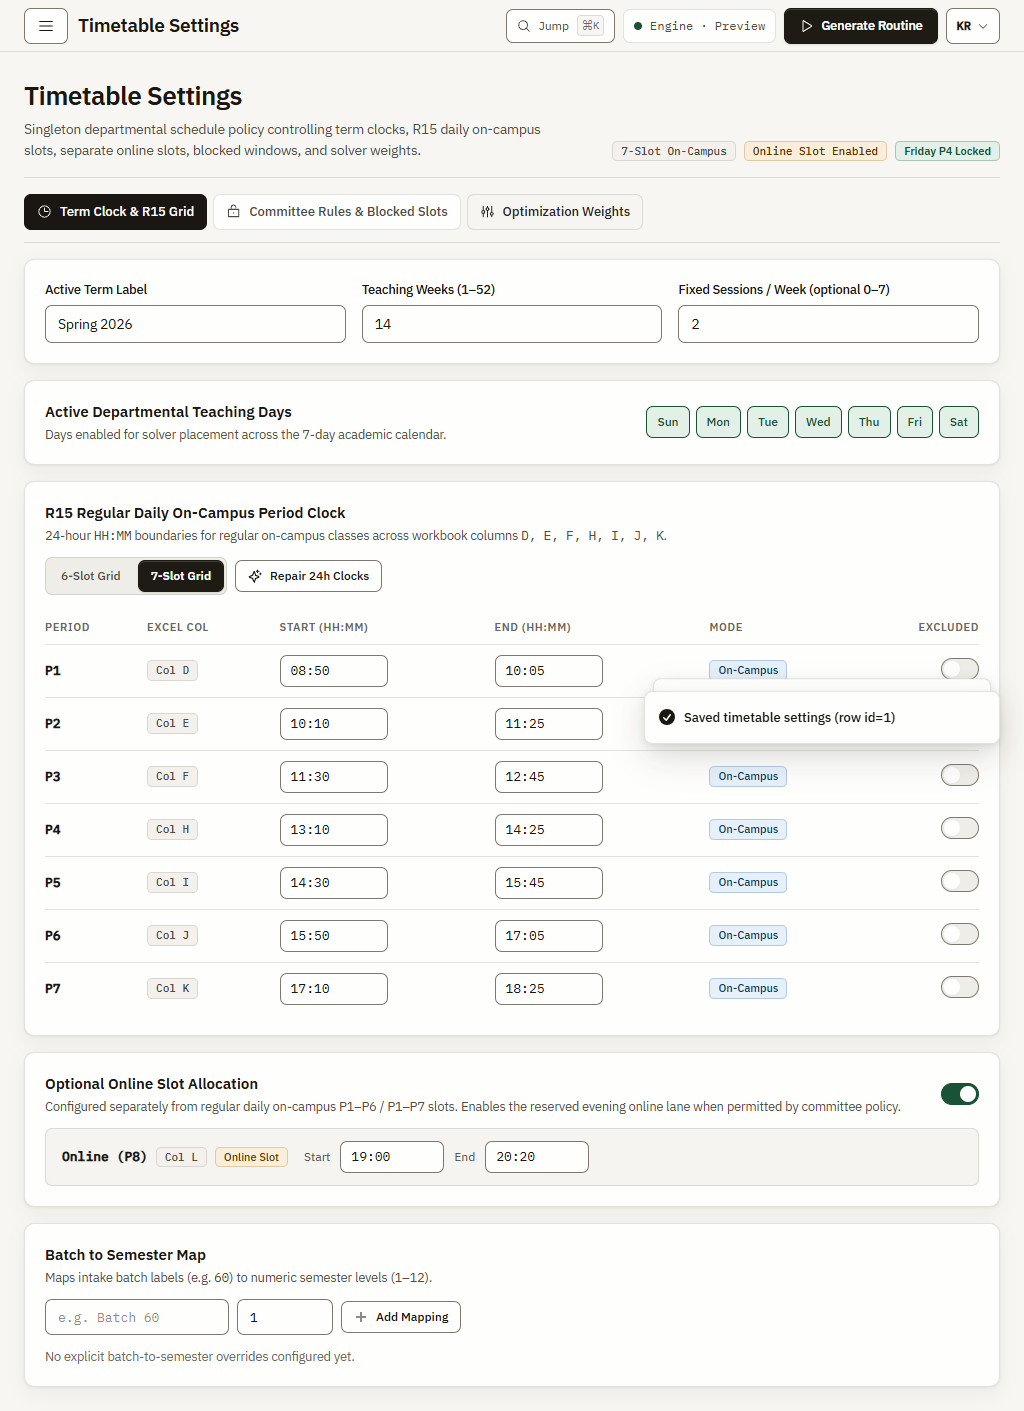 Timetable Settings
Jump ⌘K
Engine · Preview
Generate Routine
KR
Timetable Settings
Singleton departmental schedule policy controlling term clocks, R15 daily on-campus
slots, separate online slots, blocked windows, and solver weights.
7-Slot On-Campus
Online Slot Enabled
Friday P4 Locked
Term Clock & R15 Grid
Committee Rules & Blocked Slots
Optimization Weights
Active Term Label
Teaching Weeks (1–52)
Fixed Sessions / Week (optional 0–7)
Spring 2026
14
2
Active Departmental Teaching Days
Days enabled for solver placement across the 7-day academic calendar.
Sun Mon Tue Wed Thu Fri Sat
R15 Regular Daily On-Campus Period Clock
24-hour HH:MM boundaries for regular on-campus classes across workbook columns D, E, F, H, I, J, K.
6-Slot Grid
7-Slot Grid
Repair 24h Clocks
PERIOD EXCEL COL START (HH:MM) END (HH:MM) MODE EXCLUDED
P1 Col D 08:50 10:05 On-Campus
P2 Col E 10:10 11:25
Saved timetable settings (row id=1)
P3 Col F 11:30 12:45 On-Campus
P4 Col H 13:10 14:25 On-Campus
P5 Col I 14:30 15:45 On-Campus
P6 Col J 15:50 17:05 On-Campus
P7 Col K 17:10 18:25 On-Campus
Optional Online Slot Allocation
Configured separately from regular daily on-campus P1–P6 / P1–P7 slots. Enables the reserved evening online lane when permitted by committee policy.
Online (P8) Col L Online Slot Start 19:00 End 20:20
Batch to Semester Map
Maps intake batch labels (e.g. 60) to numeric semester levels (1–12).
e.g. Batch 60
1
Add Mapping
No explicit batch-to-semester overrides configured yet.